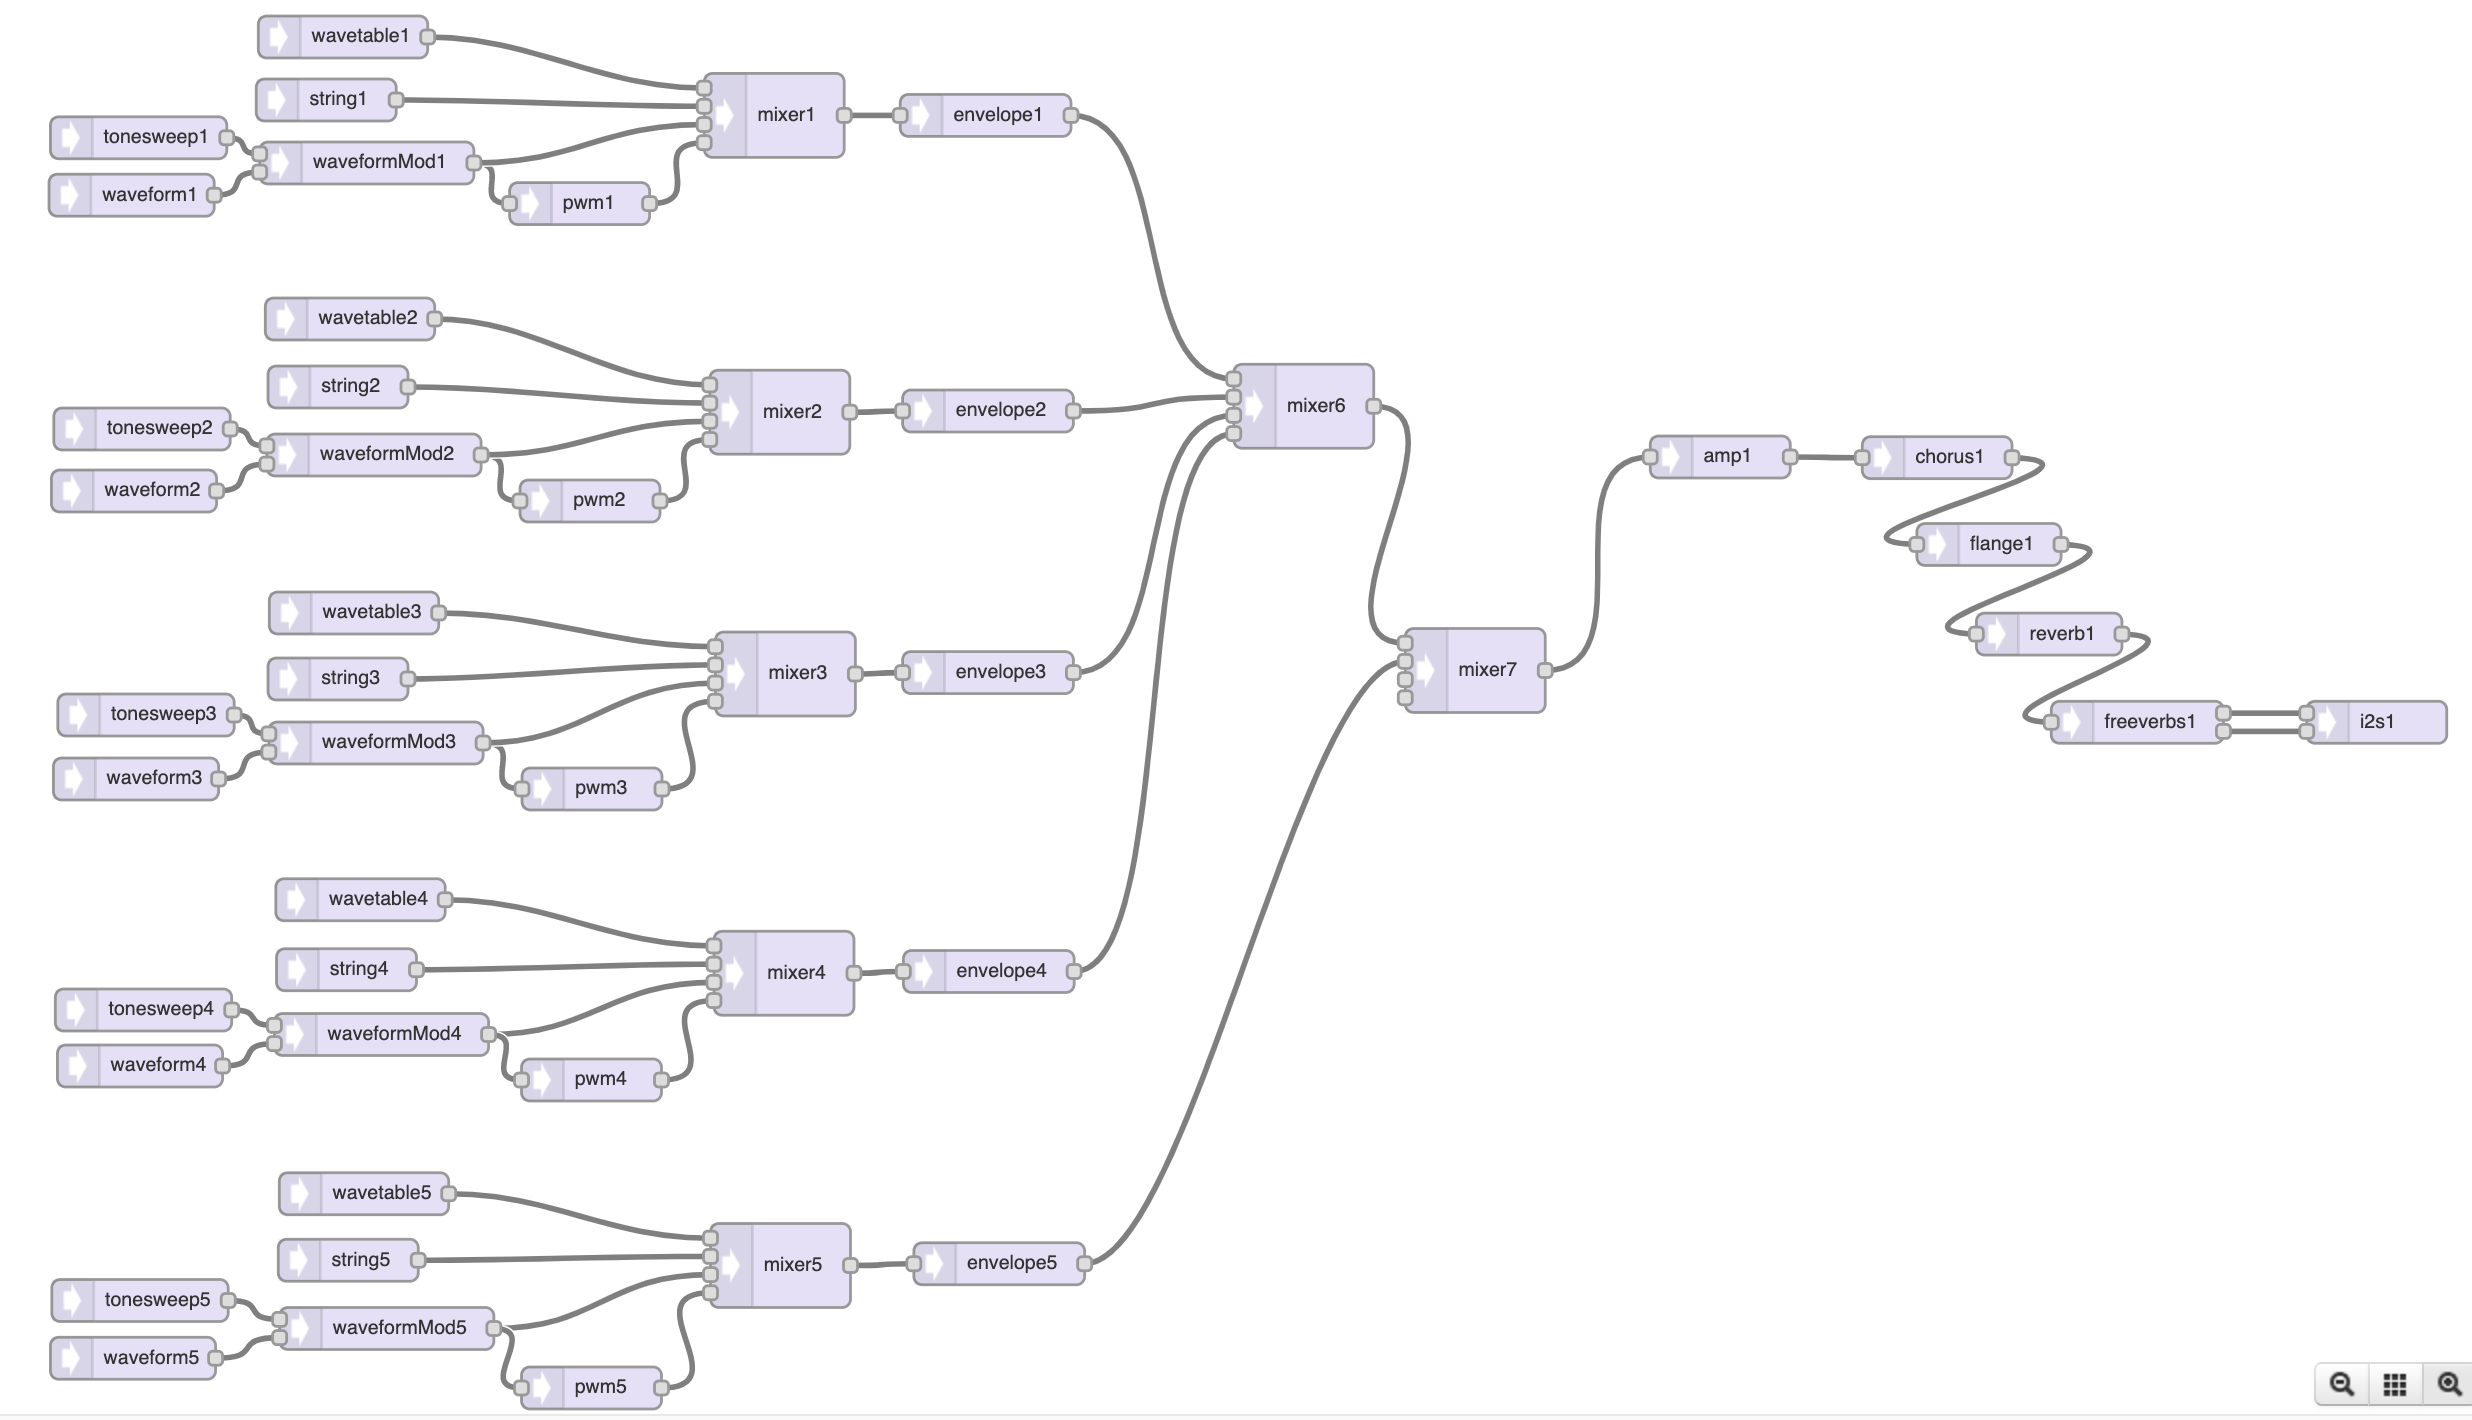 wavetable1
string1
tonesweep1
waveformMod1
waveform1
pwm1
mixer1
envelope1
wavetable2
string2
tonesweep2
waveformMod2
waveform2
pwm2
mixer2
envelope2
wavetable3
string3
tonesweep3
waveformMod3
waveform3
pwm3
mixer3
envelope3
wavetable4
string4
tonesweep4
waveformMod4
waveform4
pwm4
mixer4
envelope4
wavetable5
string5
tonesweep5
waveformMod5
waveform5
pwm5
mixer5
envelope5
mixer6
mixer7
amp1
chorus1
flange1
reverb1
freeverbs1
i2s1